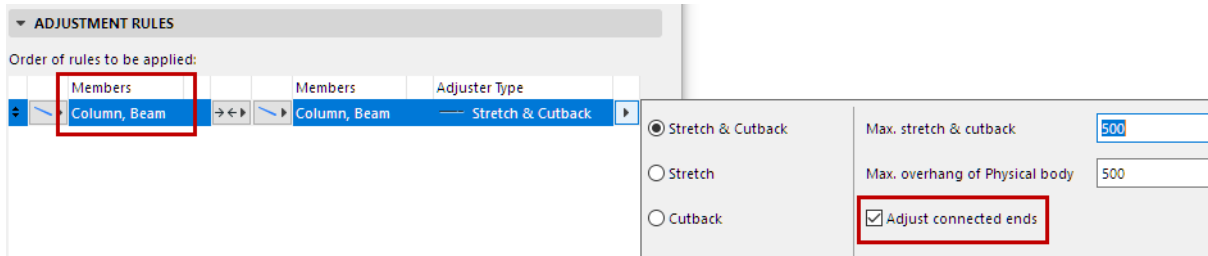 ADJUSTMENT RULES
Order of rules to be applied:
Members Members Adjuster Type
Column, Beam Column, Beam Stretch & Cutback
Stretch & Cutback Max. stretch & cutback 500
Stretch Max. overhang of Physical body 500
Cutback Adjust connected ends